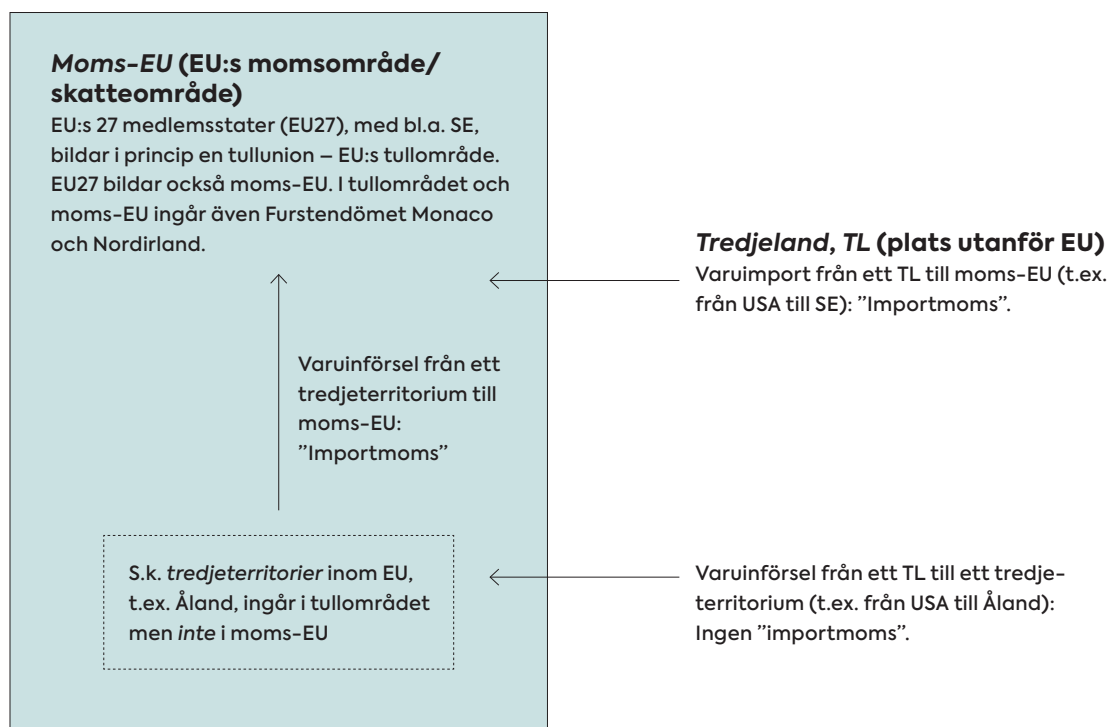 Moms-EU (EU:s momsområde/
skatteområde)
EU:s 27 medlemsstater (EU27), med bl.a. SE,
bildar i princip en tullunion – EU:s tullområde.
EU27 bildar också moms-EU. I tullområdet och
moms-EU ingår även Furstendömet Monaco
och Nordirland.
Tredjeland, TL (plats utanför EU)
Varuimport från ett TL till moms-EU (t.ex.
från USA till SE): ”Importmoms”.
Varuinförsel från ett
tredjeterritorium till
moms-EU:
”Importmoms”
S.k. tredjeterritorier inom EU,
t.ex. Åland, ingår i tullområdet
men inte i moms-EU
Varuinförsel från ett TL till ett tredje-
territorium (t.ex. från USA till Åland):
Ingen ”importmoms”.